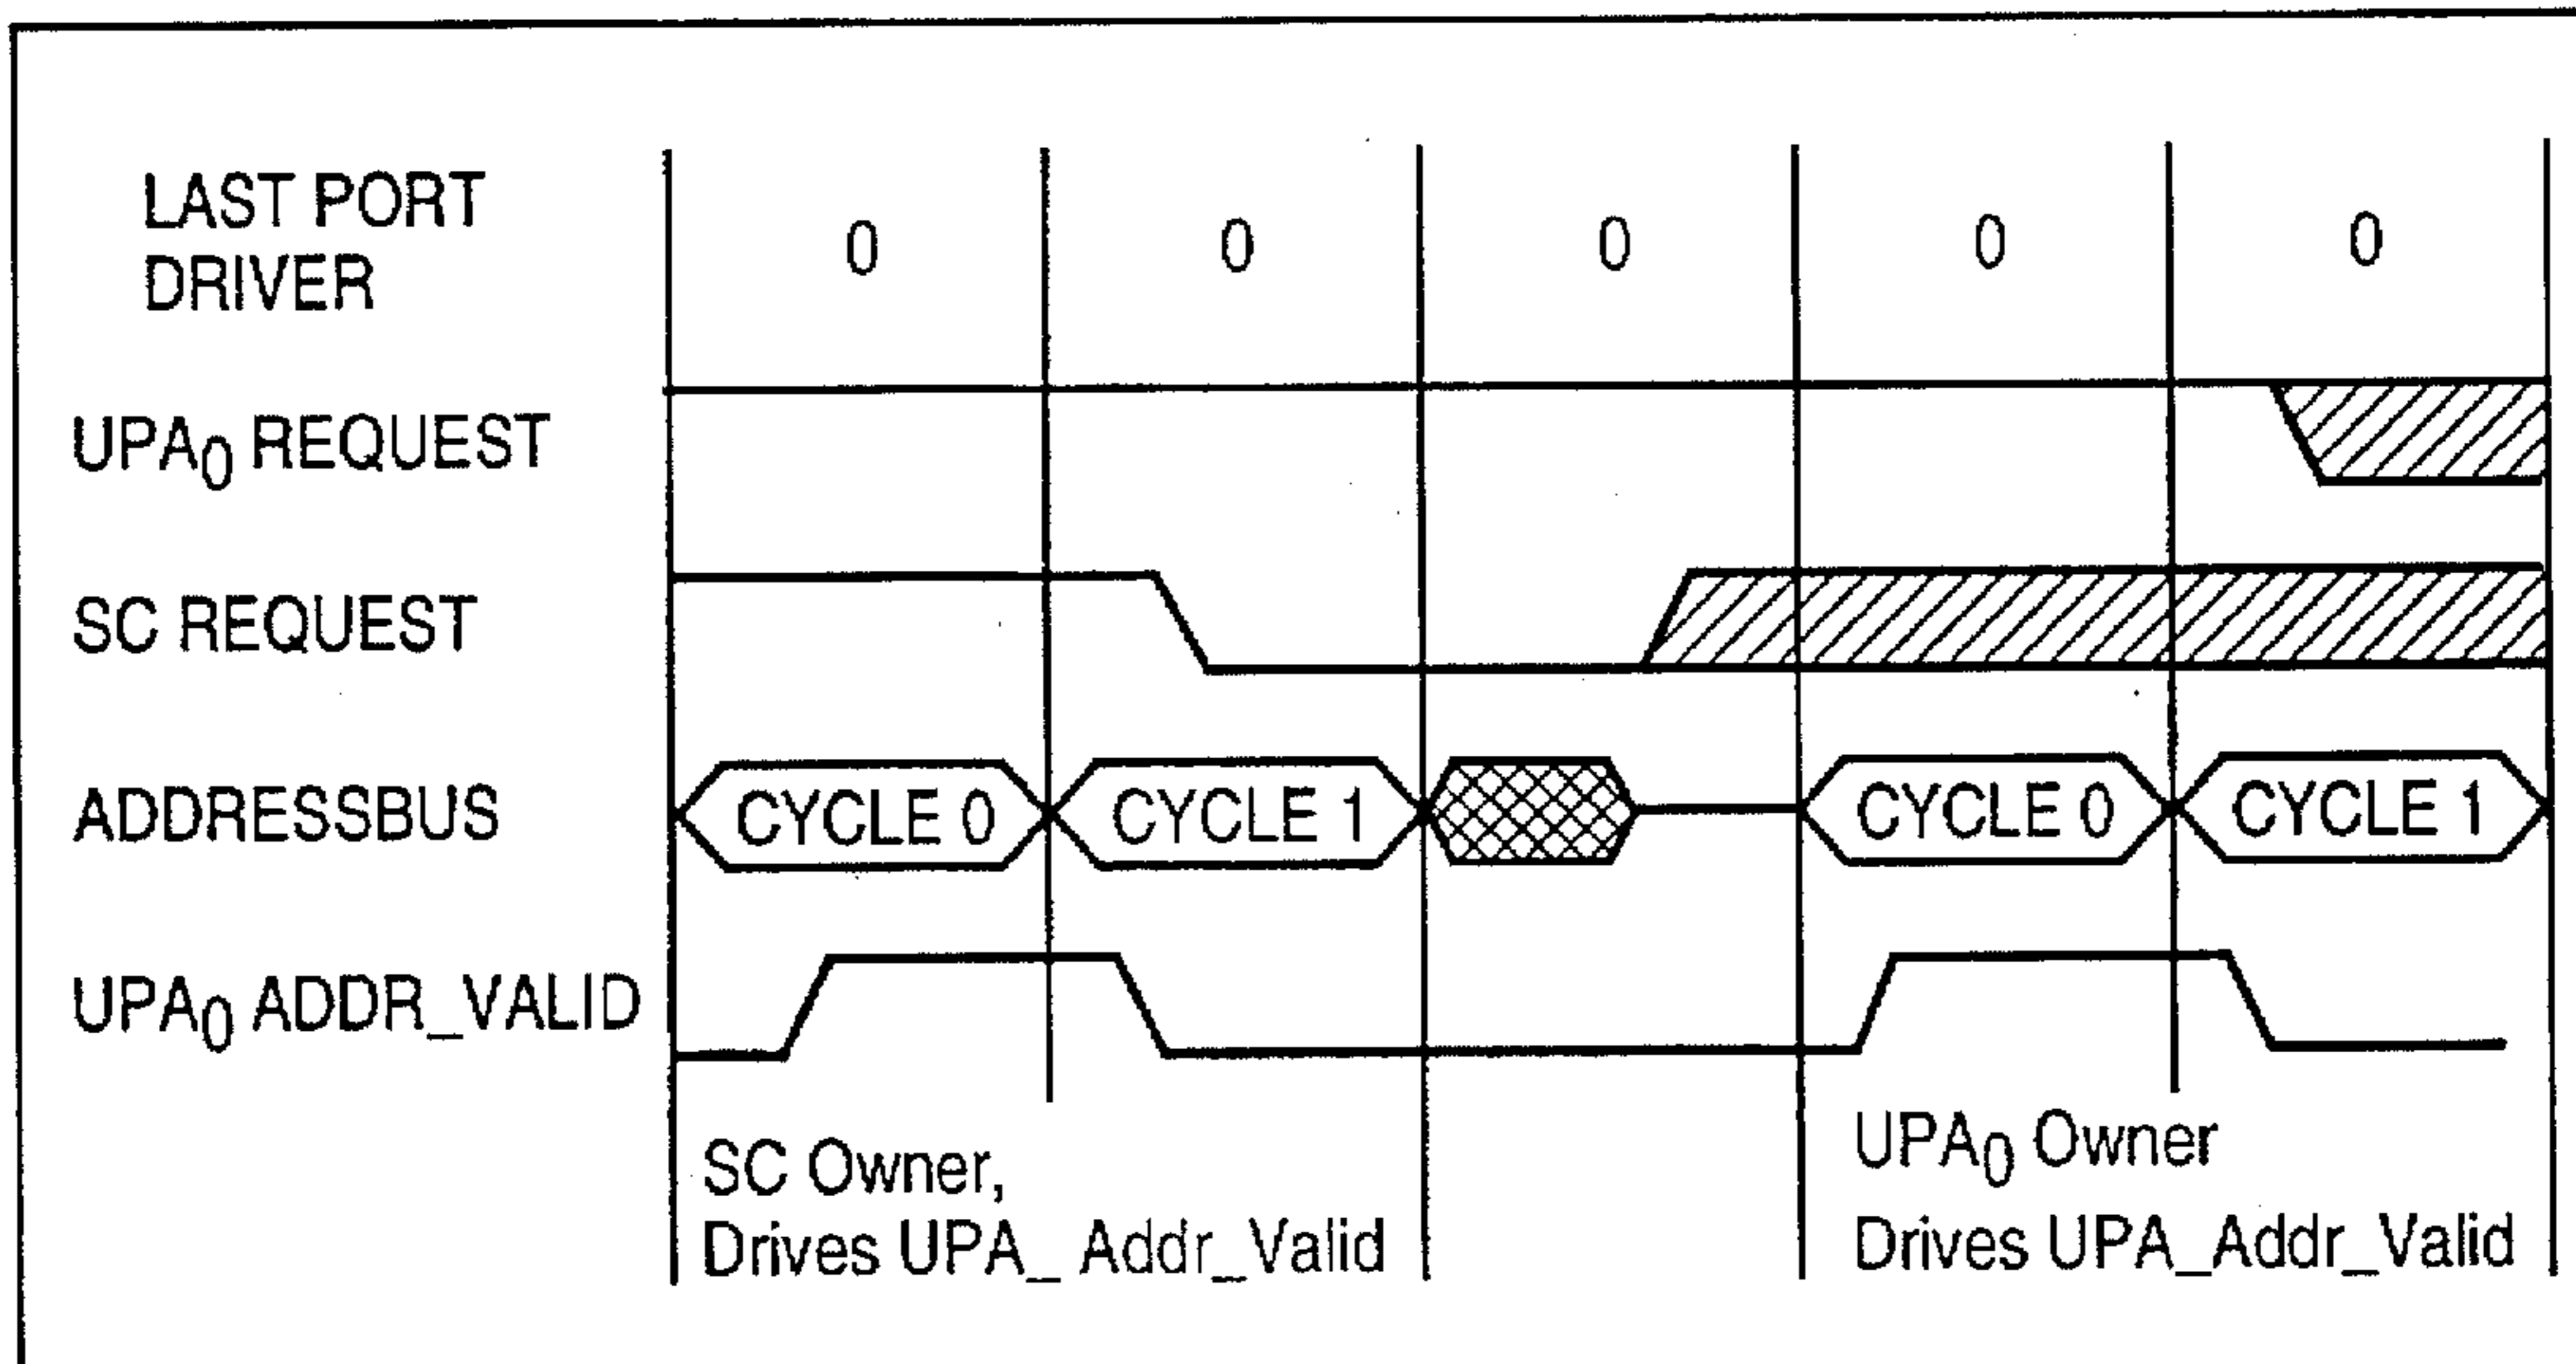 LAST PORT
DRIVER
0 0 0 0 0
UPA0 REQUEST
SC REQUEST
ADDRESSBUS
CYCLE 0 CYCLE 1 CYCLE 0 CYCLE 1
UPA0 ADDR_VALID
SC Owner,
Drives UPA_ Addr_Valid
UPA0 Owner
Drives UPA_Addr_Valid